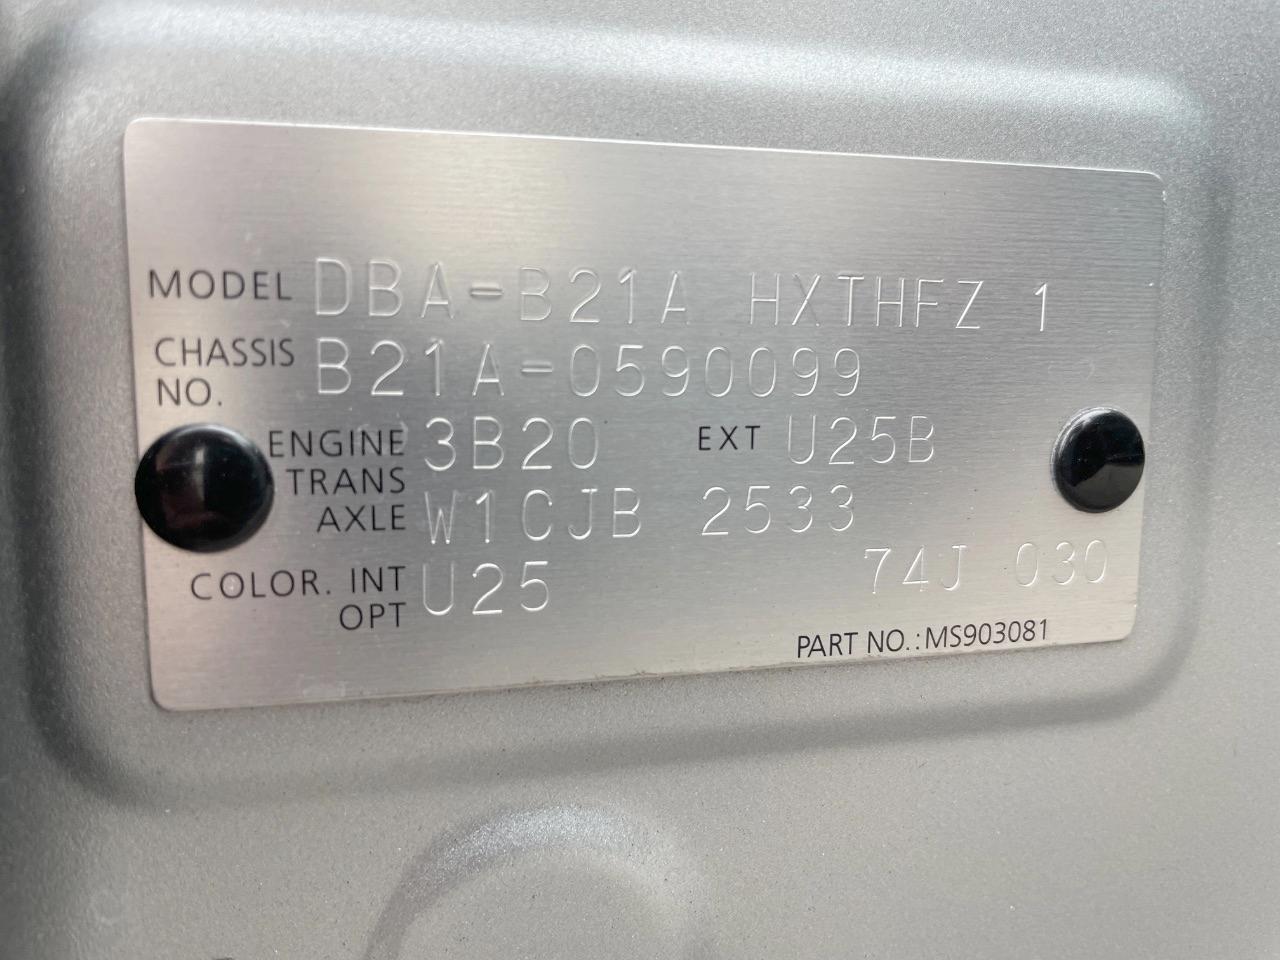 MODEL DBA-B21A HXTHFZ 1
CHASSIS NO. B21A-0590099
ENGINE 3B20 EXT U25B
TRANS AXLE W1CJB 2533
COLOR. INT OPT U25 74J 030
PART NO.:MS903081